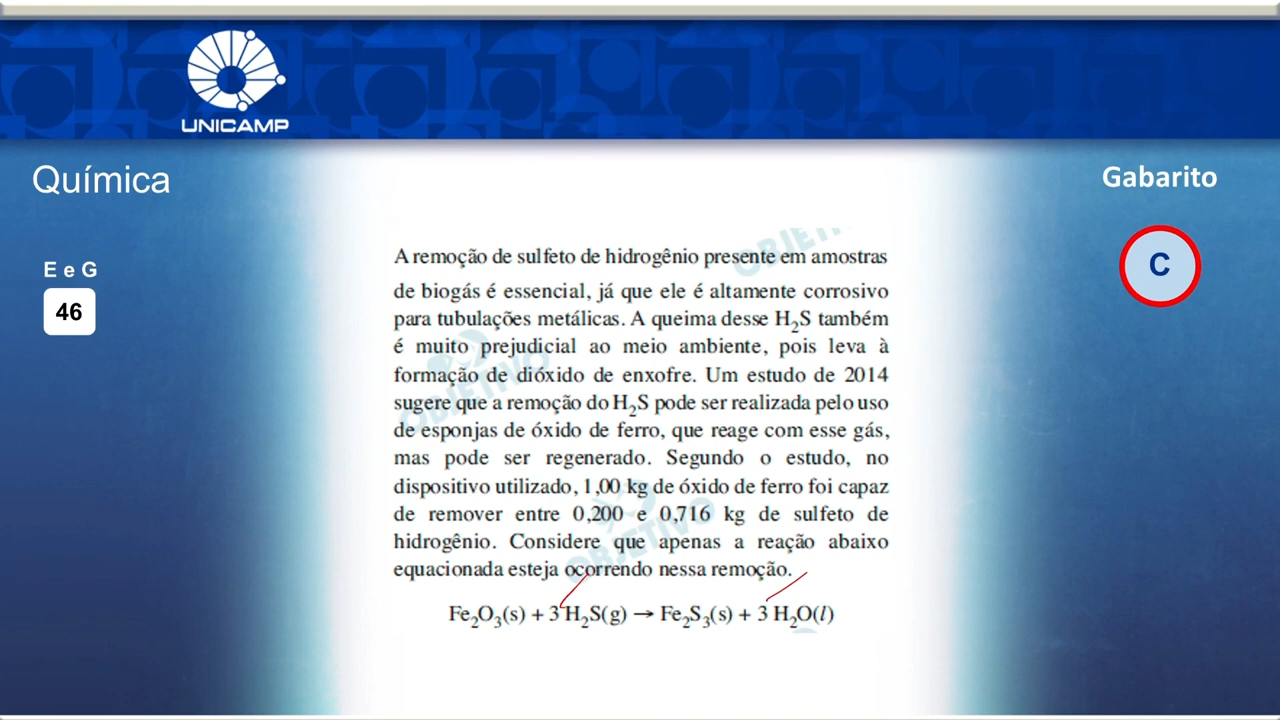 UNICAMP
Química
Gabarito
C
E e G
46
A remoção de sulfeto de hidrogênio presente em amostras
de biogás é essencial, já que ele é altamente corrosivo
para tubulações metálicas. A queima desse H₂S também
é muito prejudicial ao meio ambiente, pois leva à
formação de dióxido de enxofre. Um estudo de 2014
sugere que a remoção do H₂S pode ser realizada pelo uso
de esponjas de óxido de ferro, que reage com esse gás,
mas pode ser regenerado. Segundo o estudo, no
dispositivo utilizado, 1,00 kg de óxido de ferro foi capaz
de remover entre 0,200 e 0,716 kg de sulfeto de
hidrogênio. Considere que apenas a reação abaixo
equacionada esteja ocorrendo nessa remoção.
Fe₂O₃(s) + 3 H₂S(g) → Fe₂S₃(s) + 3 H₂O(l)
OBJETIVO
OBJETIVO
OBJETIVO